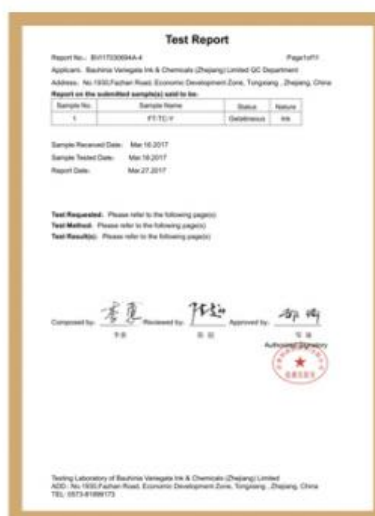 Test Report
Report No.: BVI1T030694A-4 Page1of11
Applicant: Bauhinia Variegata Ink & Chemicals (Zhejiang) Limited QC Department
Address: No.1930,Fazhan Road, Economic Development Zone, Tongxiang , Zhejiang, China
Report on the submitted sample(s) said to be:
Sample No. Sample Name Status Nature
1 FT-TC-Y Gelatineous Ink
Sample Received Date: Mar.16.2017
Sample Tested Date: Mar.16.2017
Report Date: Mar.27.2017
Test Requested: Please refer to the following page(s)
Test Method: Please refer to the following page(s)
Test Result(s): Please refer to the following page(s)
Composed by: Reviewed by: Approved by:
Authorized Signatory
Testing Laboratory of Bauhinia Variegata Ink & Chemicals (Zhejiang) Limited
ADD.: No.1930,Fazhan Road, Economic Development Zone, Tongxiang , Zhejiang, China
TEL: 0573-81899173